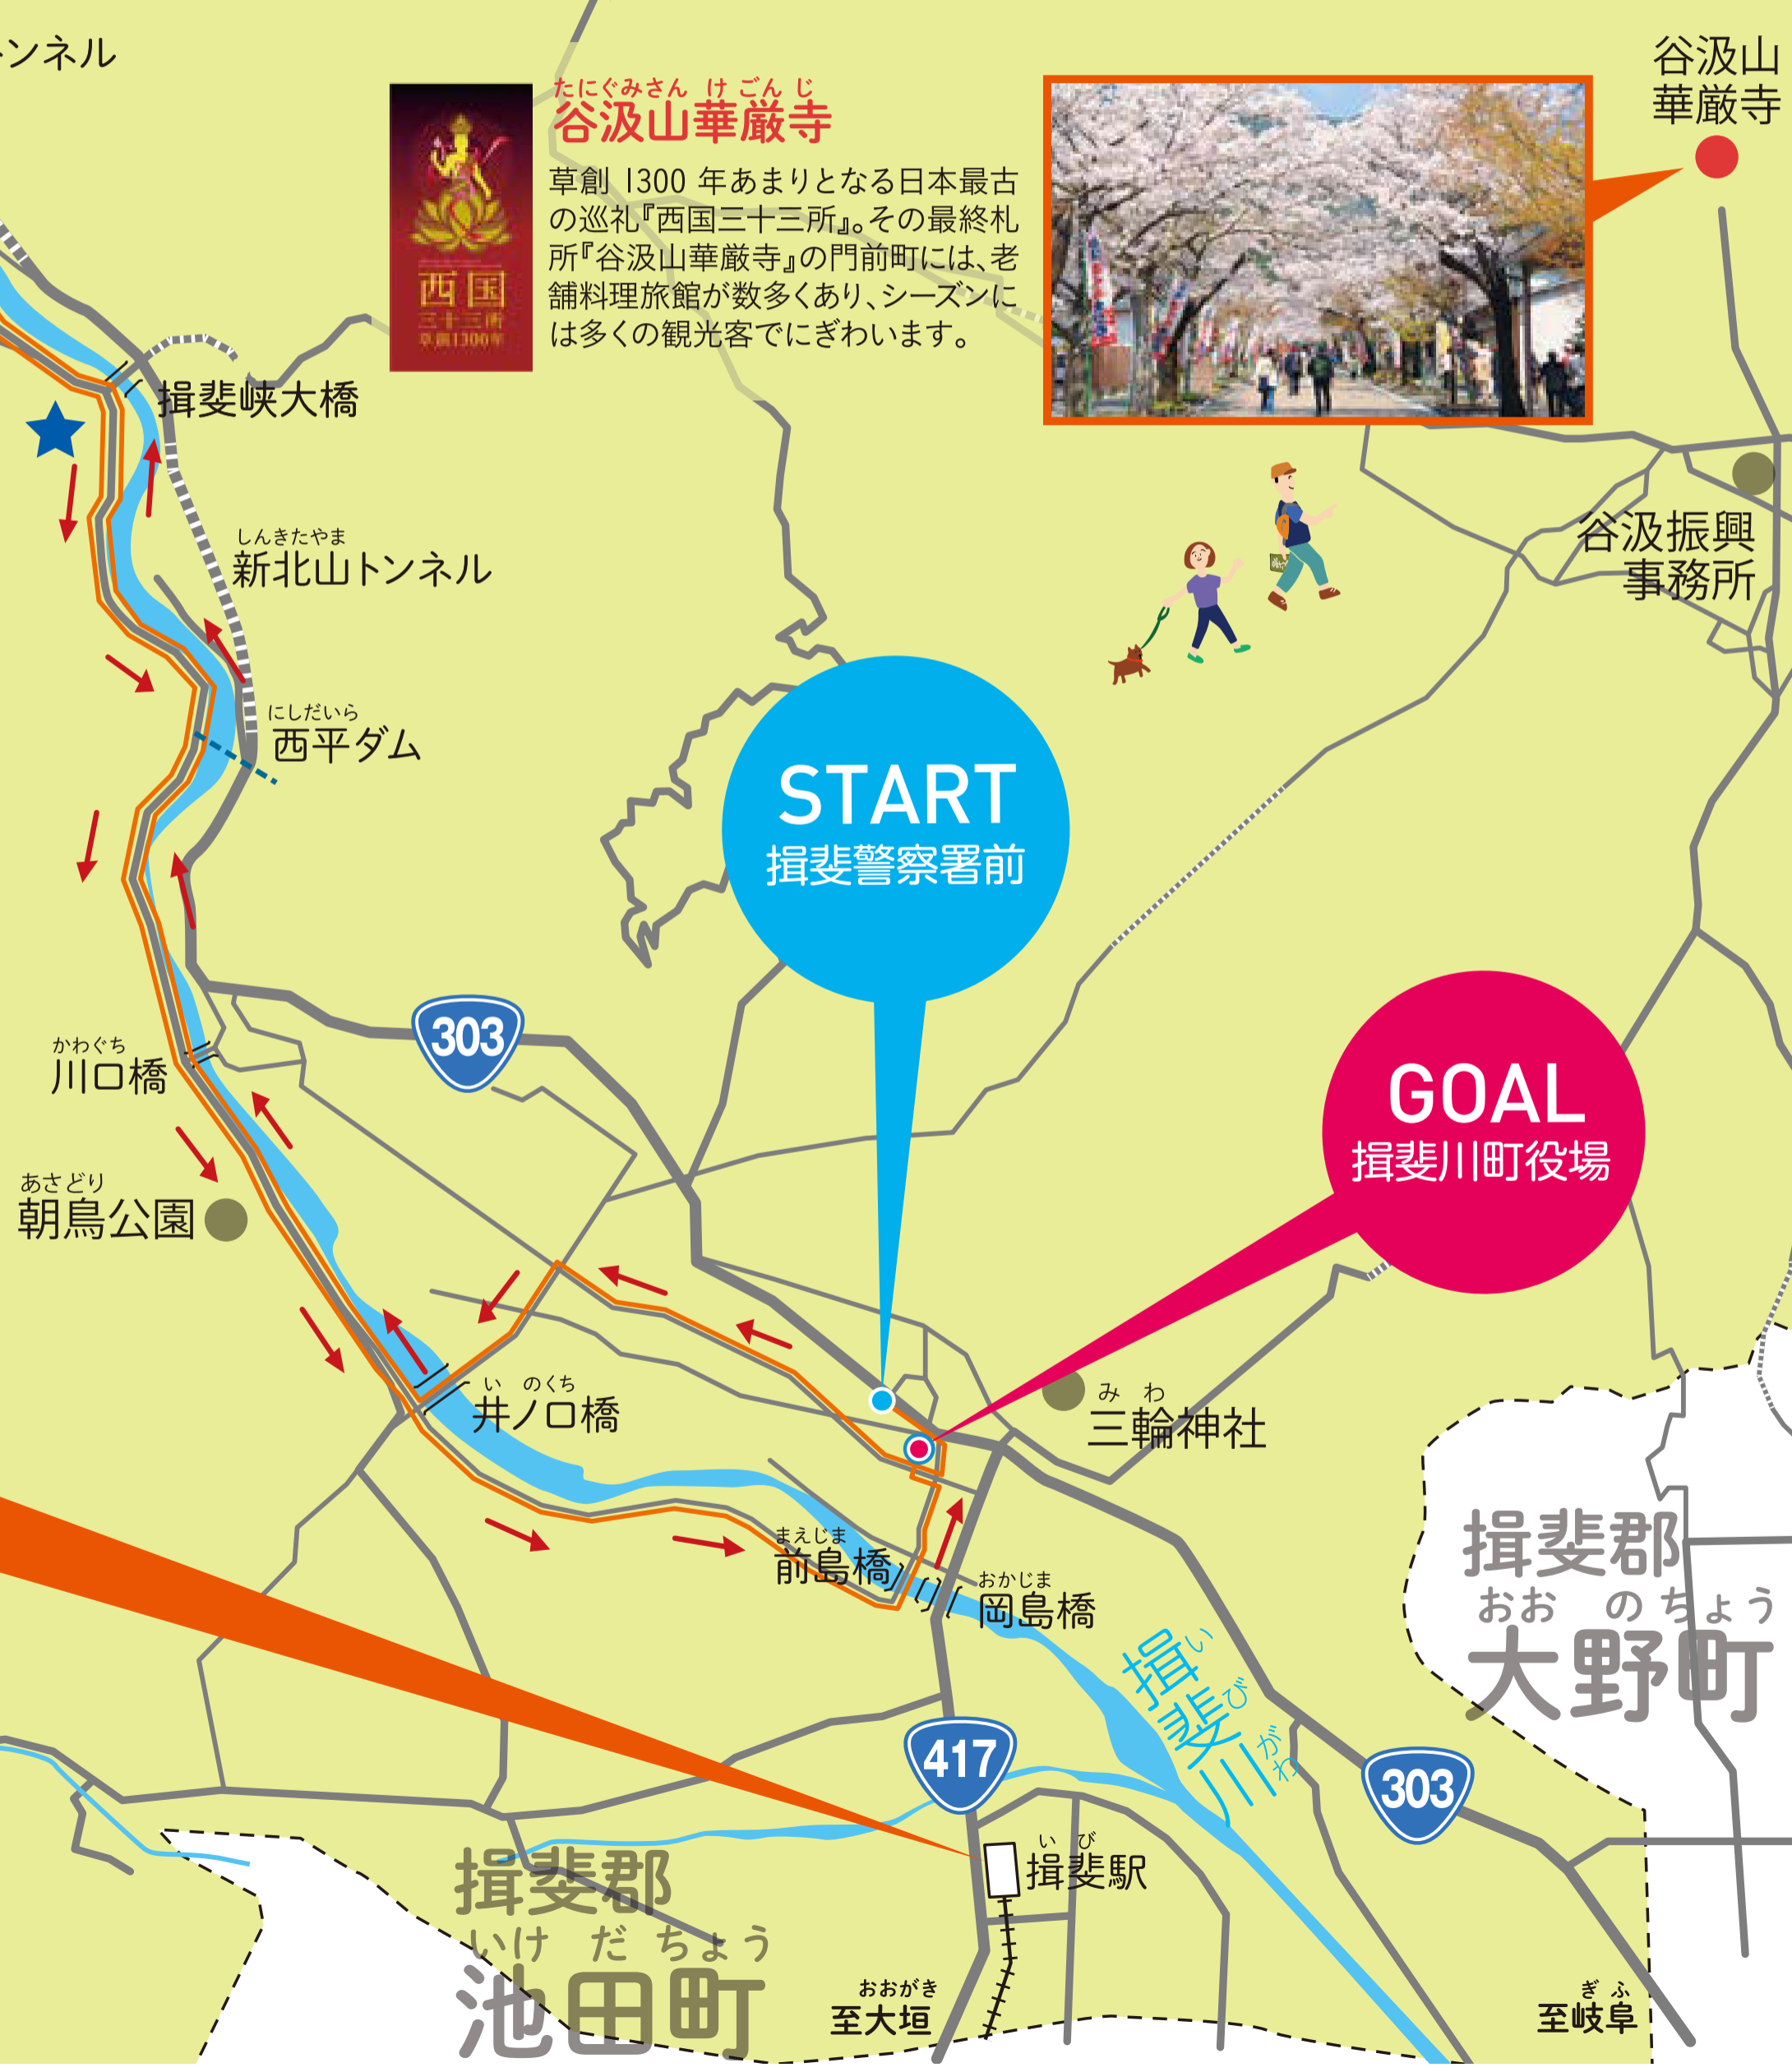 ンネル
谷汲山
華厳寺
たにぐみさん けごんじ
谷汲山華厳寺
草創 1300 年あまりとなる日本最古
の巡礼『西国三十三所』。その最終札
所『谷汲山華厳寺』の門前町には、老
舗料理旅館が数多くあり、シーズンに
は多くの観光客でにぎわいます。
西国
三十三所
草創1300年
揖斐峡大橋
しんきたやま
新北山トンネル
谷汲振興
事務所
にしだいら
西平ダム
START
揖斐警察署前
303
かわぐち
川口橋
GOAL
揖斐川町役場
あさどり
朝鳥公園
い のくち
井ノ口橋
み わ
三輪神社
まえじま
前島橋
おかじま
岡島橋
揖斐郡
おお の ちょう
大野町
いびがわ
揖斐川
417
303
い び
揖斐駅
揖斐郡
いけ だ ちょう
池田町
おおがき
至大垣
ぎ ふ
至岐阜